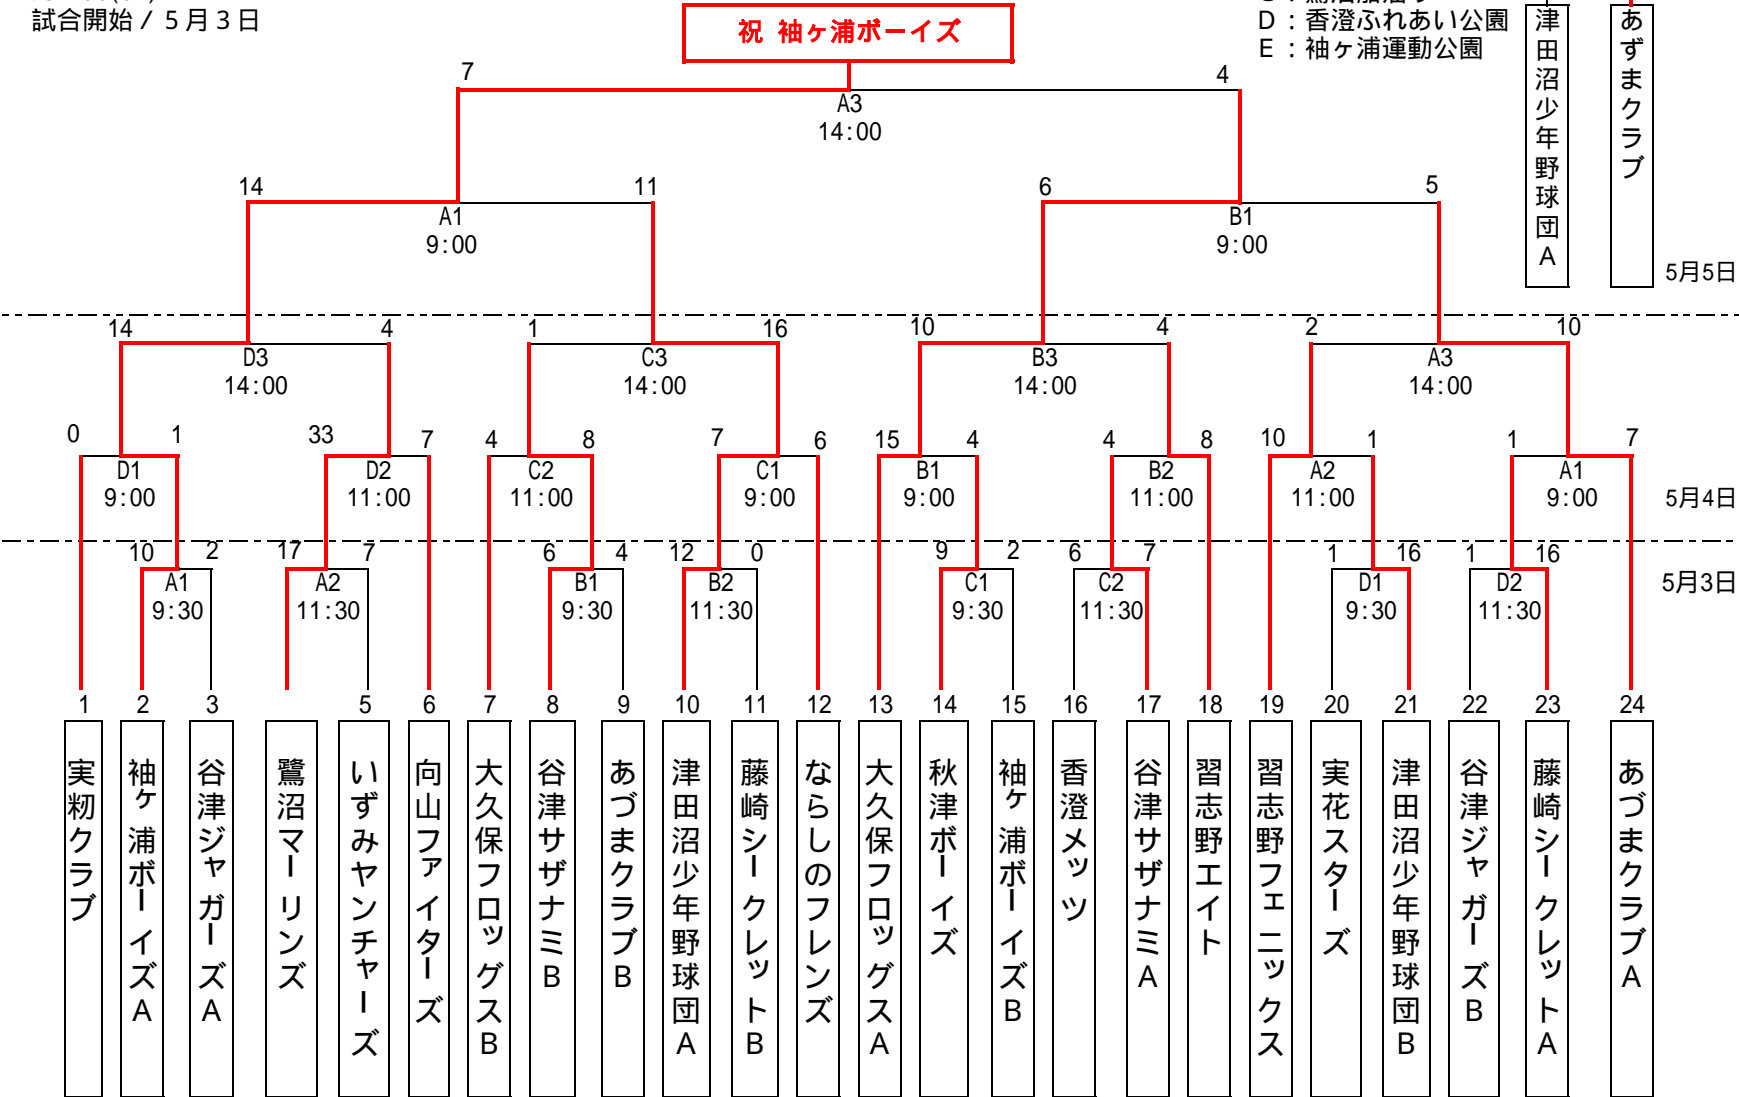 試合開始 / ５月３日
祝 袖ヶ浦ボーイズ
D：香澄ふれあい公園
E：袖ヶ浦運動公園
津田沼少年野球団A
あずまクラブ
7 4
A3
14:00
14 11 6 5
A1 B1
9:00 9:00
5月5日
14 4 1 16 10 4 2 10
D3 C3 B3 A3
14:00 14:00 14:00 14:00
0 1 33 7 4 8 7 6 15 4 4 8 10 1 1 7
D1 D2 C2 C1 B1 B2 A2 A1
9:00 11:00 11:00 9:00 9:00 11:00 11:00 9:00
5月4日
10 2 17 7 6 4 12 0 9 2 6 7 1 16 1 16
A1 A2 B1 B2 C1 C2 D1 D2
9:30 11:30 9:30 11:30 9:30 11:30 9:30 11:30
5月3日
1 2 3 5 6 7 8 9 10 11 12 13 14 15 16 17 18 19 20 21 22 23 24
実籾クラブ
袖ヶ浦ボーイズA
谷津ジャガーズA
鷺沼マーリンズ
いずみヤンチャーズ
向山ファイターズ
大久保フロッグスB
谷津サザナミB
あづまクラブB
津田沼少年野球団A
藤崎シークレットB
ならしのフレンズ
大久保フロッグスA
秋津ボーイズ
袖ヶ浦ボーイズB
香澄メッツ
谷津サザナミA
習志野エイト
習志野フェニックス
実花スターズ
津田沼少年野球団B
谷津ジャガーズB
藤崎シークレットA
あづまクラブA